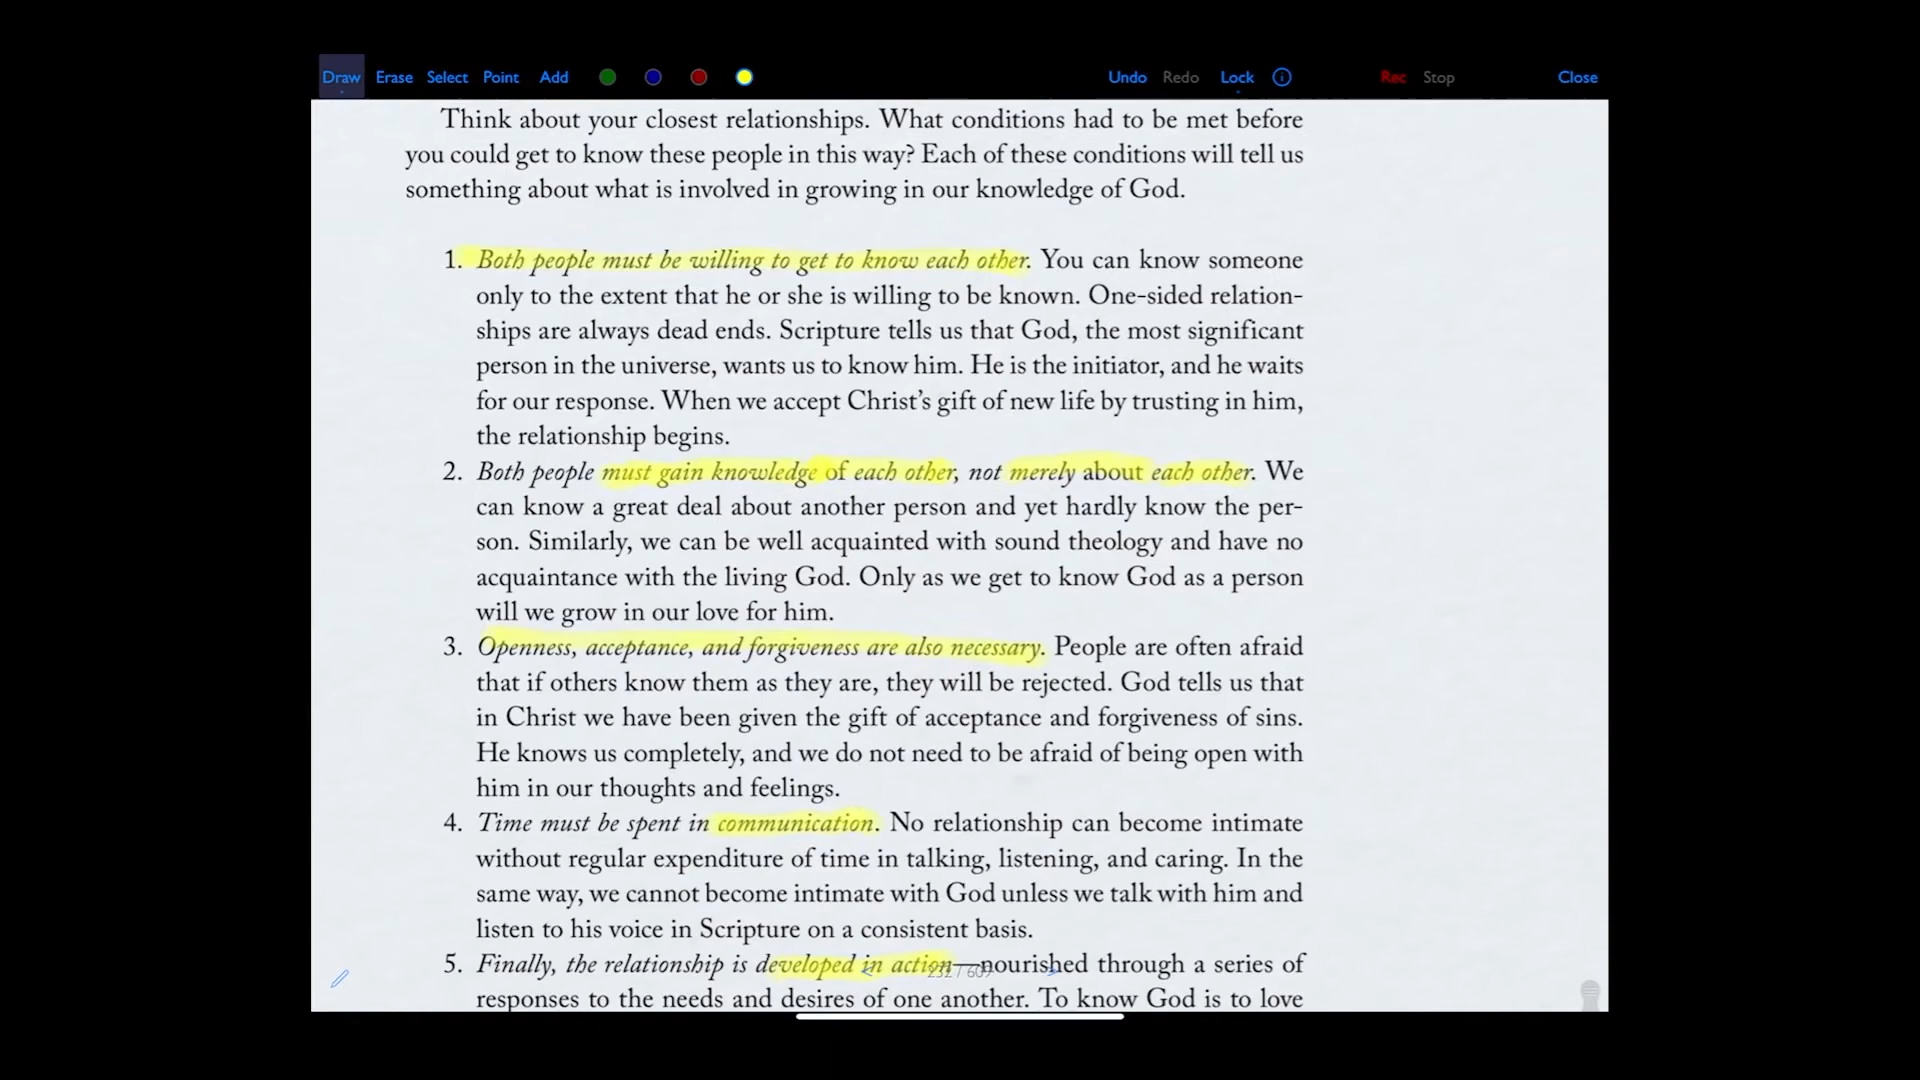 Draw Erase Select Point Add Undo Redo Lock Rec Stop Close
Think about your closest relationships. What conditions had to be met before
you could get to know these people in this way? Each of these conditions will tell us
something about what is involved in growing in our knowledge of God.
1. Both people must be willing to get to know each other. You can know someone
only to the extent that he or she is willing to be known. One-sided relation-
ships are always dead ends. Scripture tells us that God, the most significant
person in the universe, wants us to know him. He is the initiator, and he waits
for our response. When we accept Christ’s gift of new life by trusting in him,
the relationship begins.
2. Both people must gain knowledge of each other, not merely about each other. We
can know a great deal about another person and yet hardly know the per-
son. Similarly, we can be well acquainted with sound theology and have no
acquaintance with the living God. Only as we get to know God as a person
will we grow in our love for him.
3. Openness, acceptance, and forgiveness are also necessary. People are often afraid
that if others know them as they are, they will be rejected. God tells us that
in Christ we have been given the gift of acceptance and forgiveness of sins.
He knows us completely, and we do not need to be afraid of being open with
him in our thoughts and feelings.
4. Time must be spent in communication. No relationship can become intimate
without regular expenditure of time in talking, listening, and caring. In the
same way, we cannot become intimate with God unless we talk with him and
listen to his voice in Scripture on a consistent basis.
5. Finally, the relationship is developed in action—nourished through a series of
232 / 609
responses to the needs and desires of one another. To know God is to love